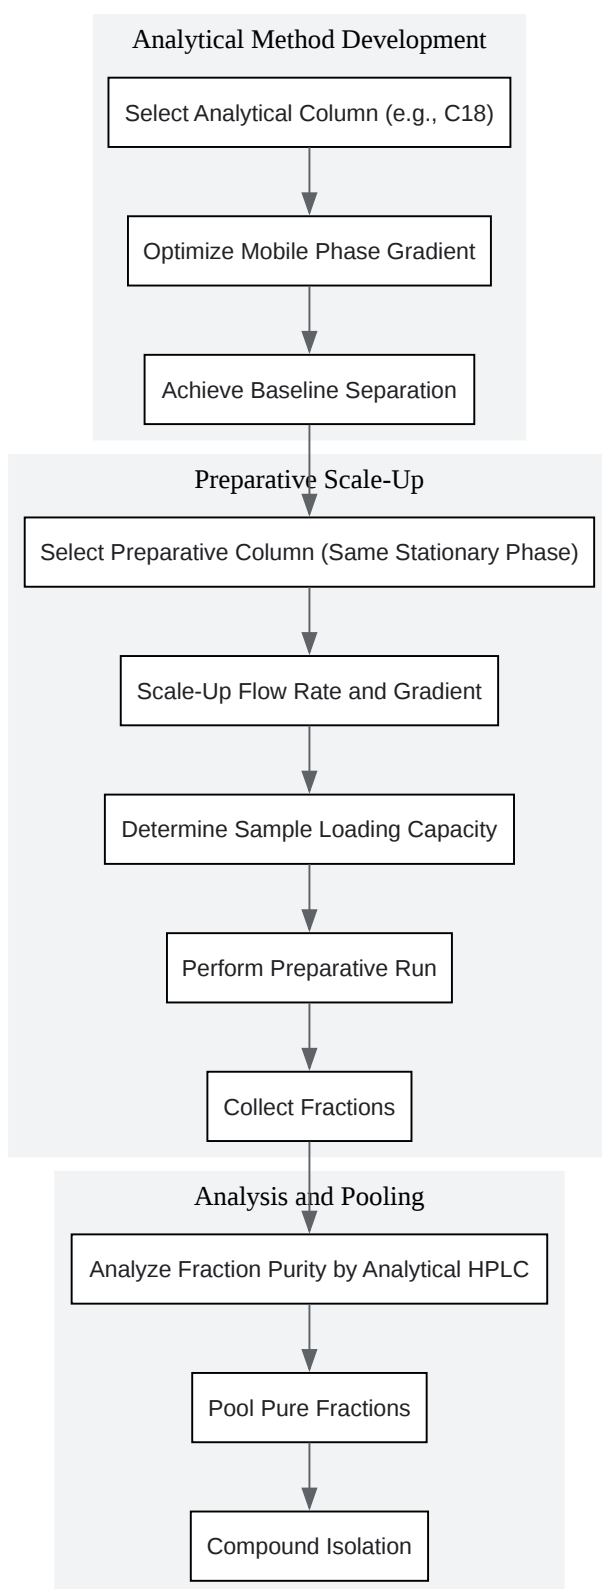 Analytical Method Development
Select Analytical Column (e.g., C18)
Optimize Mobile Phase Gradient
Achieve Baseline Separation
Preparative Scale-Up
Select Preparative Column (Same Stationary Phase)
Scale-Up Flow Rate and Gradient
Determine Sample Loading Capacity
Perform Preparative Run
Collect Fractions
Analysis and Pooling
Analyze Fraction Purity by Analytical HPLC
Pool Pure Fractions
Compound Isolation